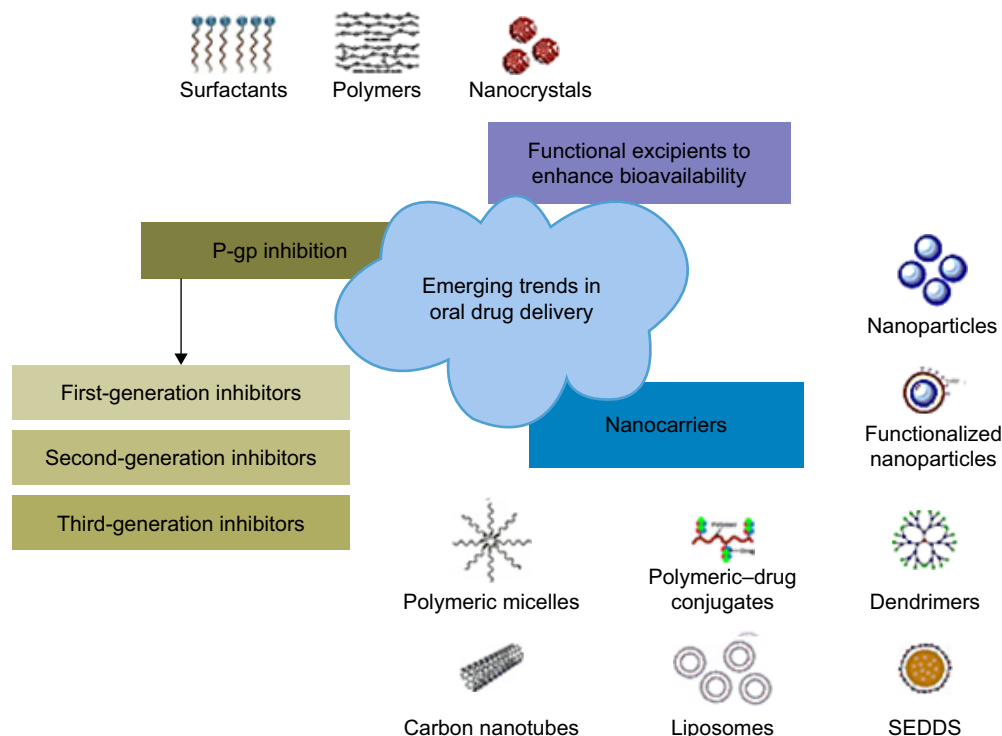 Surfactants
Polymers
Nanocrystals
Functional excipients to
enhance bioavailability
P-gp inhibition
Emerging trends in
oral drug delivery
Nanoparticles
First-generation inhibitors
Nanocarriers
Functionalized
nanoparticles
Second-generation inhibitors
Third-generation inhibitors
Polymer
Drug
Polymeric micelles
Polymeric–drug
conjugates
Dendrimers
Carbon nanotubes
Liposomes
SEDDS